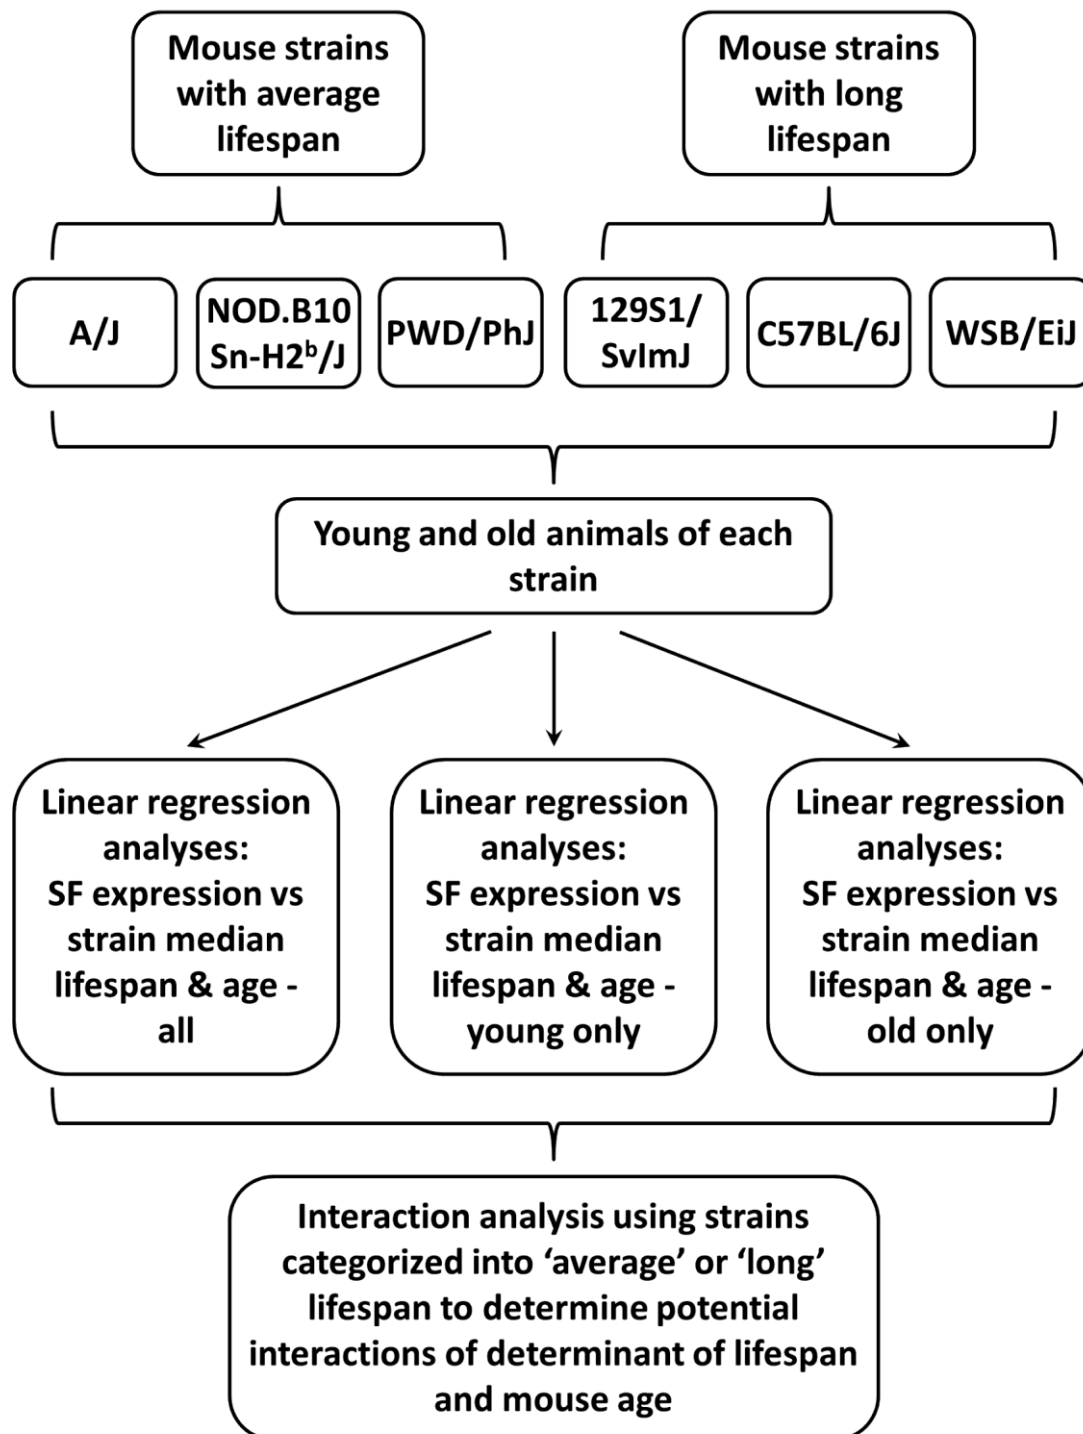 Mouse strains
with average
lifespan
Mouse strains
with long
lifespan
A/J
NOD.B10
Sn-H2ᵇ/J
PWD/PhJ
129S1/
SvImJ
C57BL/6J
WSB/EiJ
Young and old animals of each
strain
Linear regression
analyses:
SF expression vs
strain median
lifespan & age -
all
Linear regression
analyses:
SF expression vs
strain median
lifespan & age -
young only
Linear regression
analyses:
SF expression vs
strain median
lifespan & age -
old only
Interaction analysis using strains
categorized into ‘average’ or ‘long’
lifespan to determine potential
interactions of determinant of lifespan
and mouse age